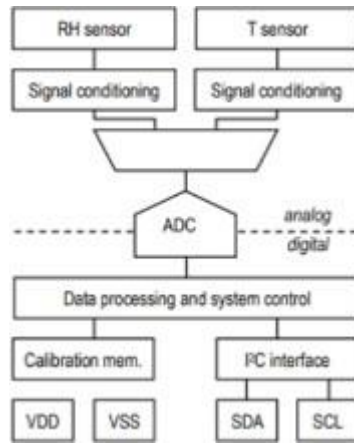 RH sensor
T sensor
Signal conditioning
Signal conditioning
ADC
analog
digital
Data processing and system control
Calibration mem.
I²C interface
VDD
VSS
SDA
SCL